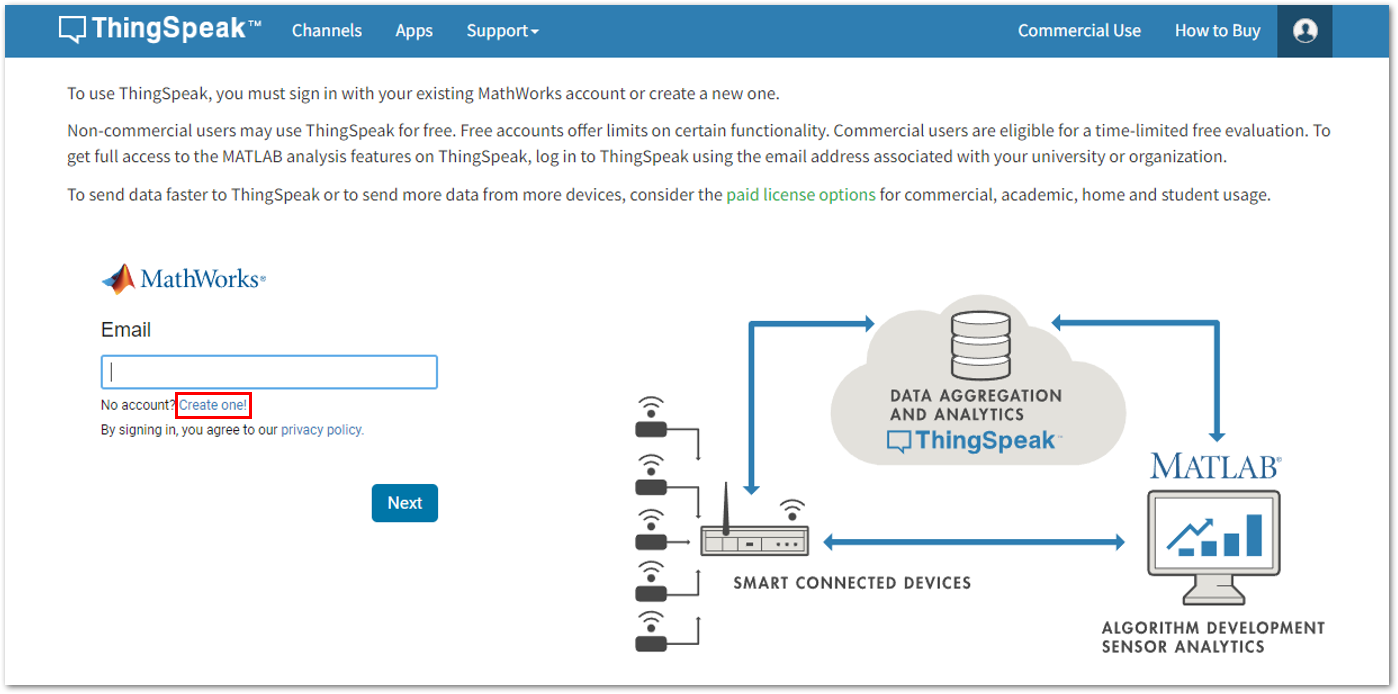 ThingSpeak™ Channels Apps Support Commercial Use How to Buy
To use ThingSpeak, you must sign in with your existing MathWorks account or create a new one.
Non-commercial users may use ThingSpeak for free. Free accounts offer limits on certain functionality. Commercial users are eligible for a time-limited free evaluation. To
get full access to the MATLAB analysis features on ThingSpeak, log in to ThingSpeak using the email address associated with your university or organization.
To send data faster to ThingSpeak or to send more data from more devices, consider the paid license options for commercial, academic, home and student usage.
MathWorks®
Email
No account? Create one!
By signing in, you agree to our privacy policy.
Next
DATA AGGREGATION
AND ANALYTICS
ThingSpeak™
SMART CONNECTED DEVICES
MATLAB®
ALGORITHM DEVELOPMENT
SENSOR ANALYTICS